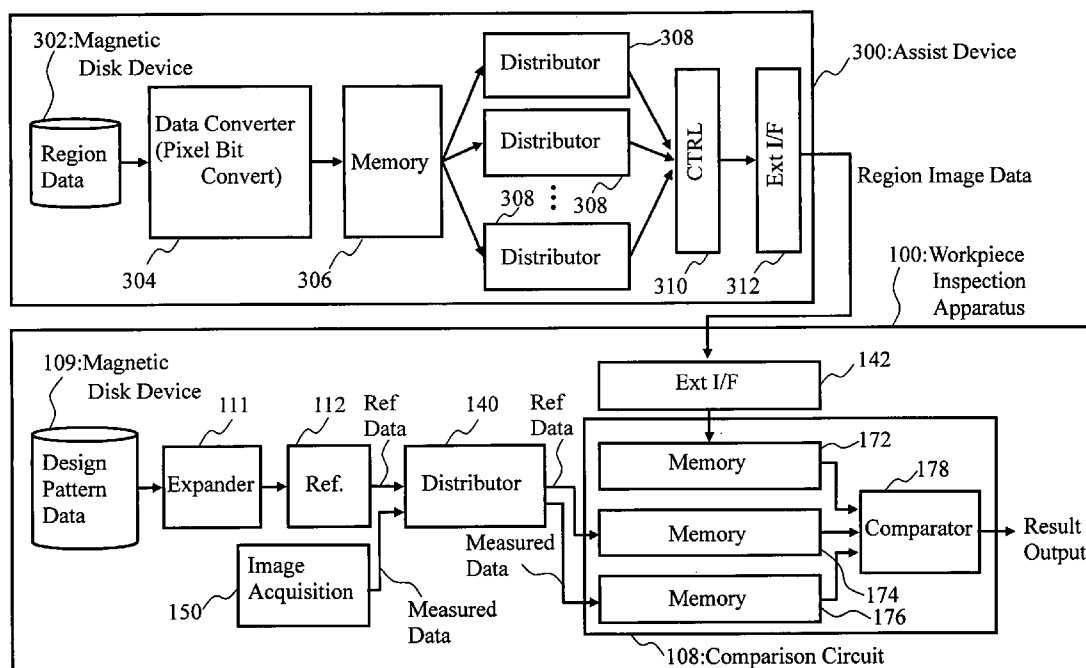 302:Magnetic
Disk Device
Region
Data
Data Converter
(Pixel Bit
Convert)
304
Memory
306
Distributor
308
Distributor
308
308
Distributor
CTRL
310
Ext I/F
312
300:Assist Device
Region Image Data
100:Workpiece
Inspection
Apparatus
109:Magnetic
Disk Device
Design
Pattern
Data
111
Expander
112
Ref.
Ref
Data
140
Distributor
Ref
Data
Image
Acquisition
150
Measured
Data
Measured
Data
Ext I/F
142
172
Memory
Memory
174
Memory
176
178
Comparator
Result
Output
108:Comparison Circuit